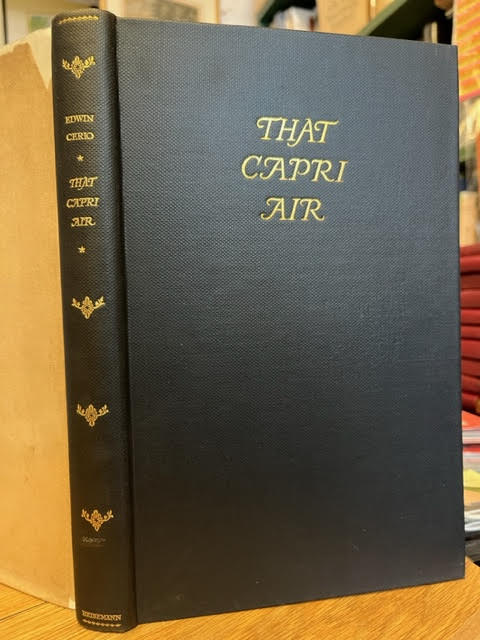 EDWIN
CERIO
*
THAT
CAPRI
AIR
*
HEINEMANN
THAT
CAPRI
AIR